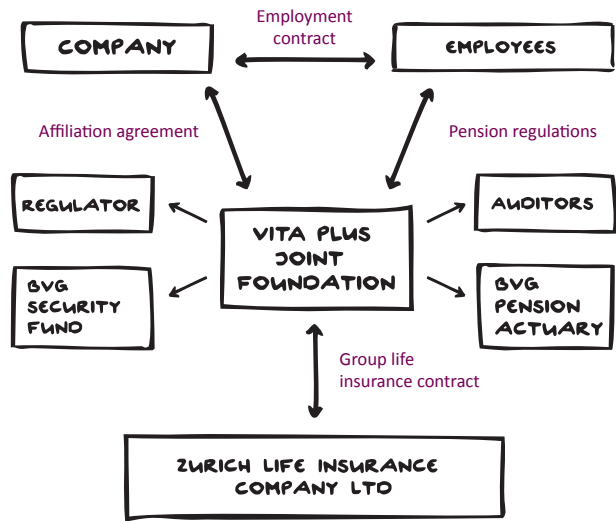 Employment
contract
COMPANY
EMPLOYEES
Affiliation agreement
Pension regulations
REGULATOR
AUDITORS
VITA PLUS
JOINT
FOUNDATION
BVG
SECURITY
FUND
BVG
PENSION
ACTUARY
Group life
insurance contract
ZURICH LIFE INSURANCE
COMPANY LTD